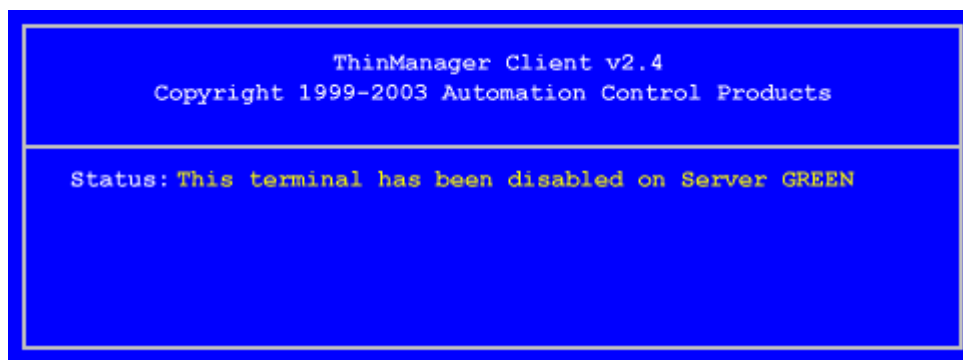 ThinManager Client v2.4
Copyright 1999-2003 Automation Control Products
Status: This terminal has been disabled on Server GREEN